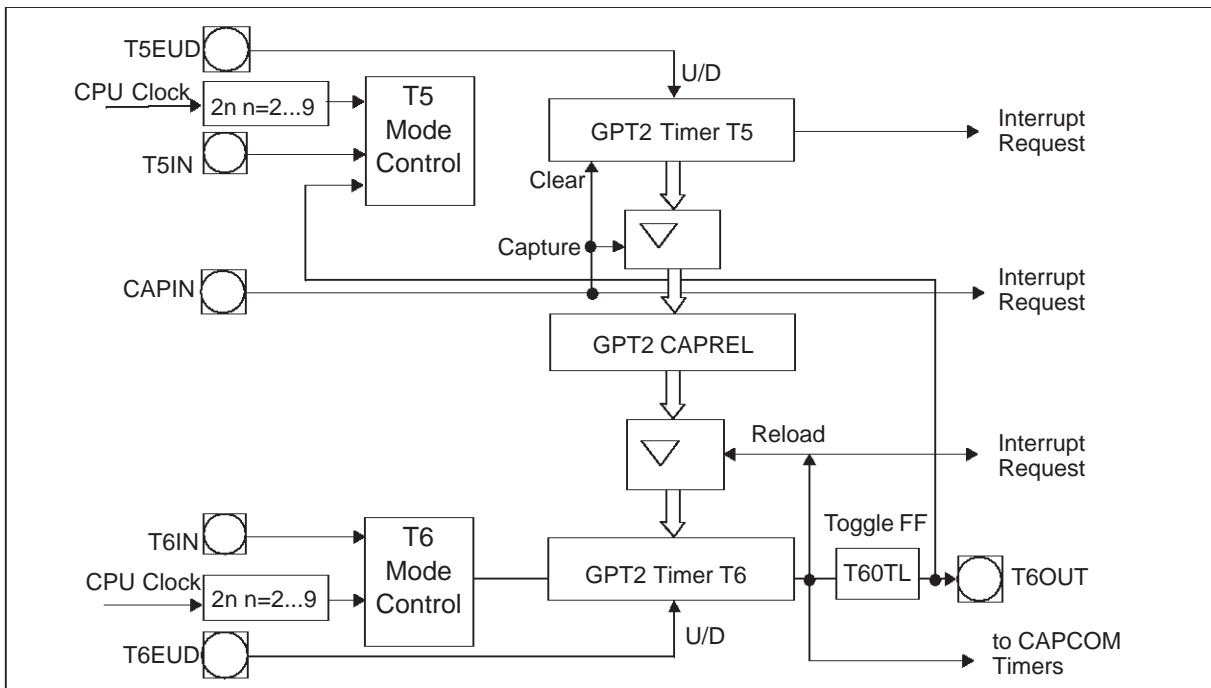 T5EUD
U/D
CPU Clock
2n n=2...9
T5
Mode
Control
GPT2 Timer T5
Interrupt
Request
T5IN
Clear
Capture
CAPIN
Interrupt
Request
GPT2 CAPREL
Reload
Interrupt
Request
T6IN
T6
Mode
Control
Toggle FF
GPT2 Timer T6
T60TL
T6OUT
CPU Clock
2n n=2...9
U/D
T6EUD
to CAPCOM
Timers